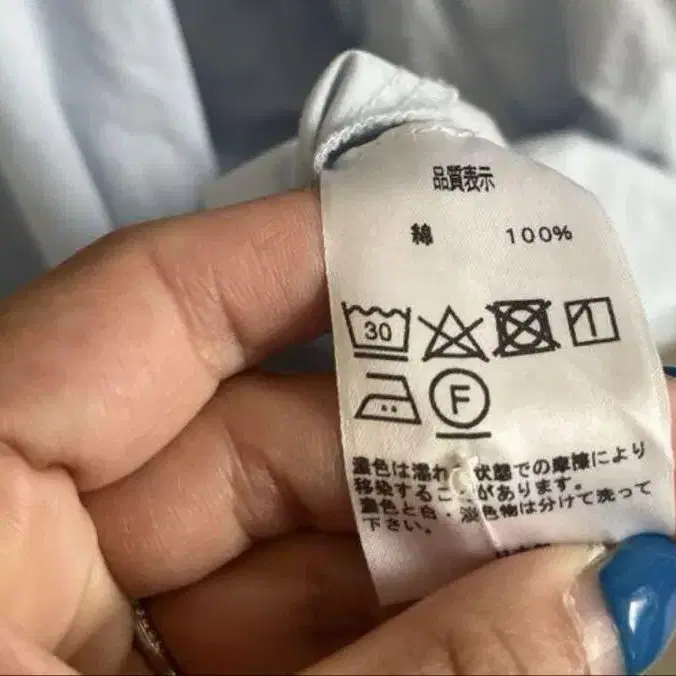 品質表示
綿 100%
30
F
濃色は濡れ 状態での摩擦により
移染するこ があります。
濃色と白・淡色物は分けて洗って
下さい。